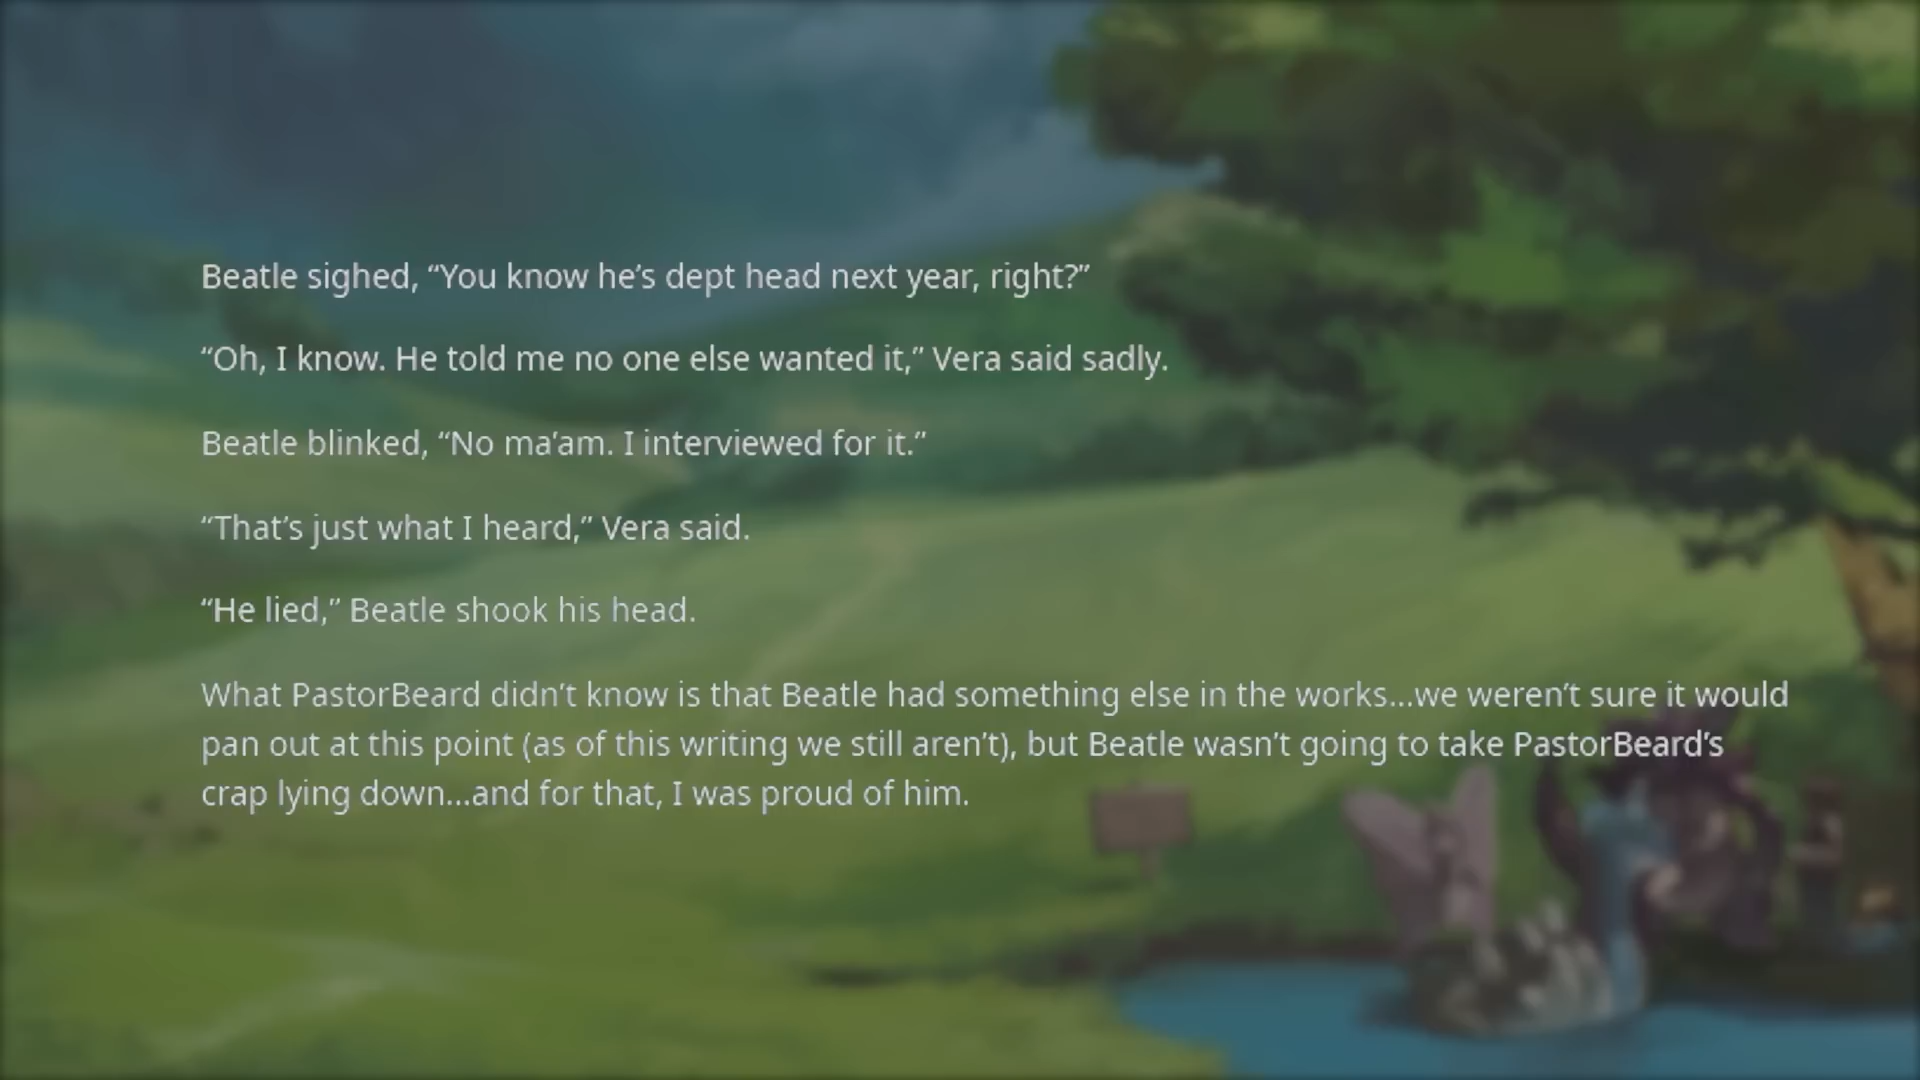 Beatle sighed, “You know he’s dept head next year, right?”
“Oh, I know. He told me no one else wanted it,” Vera said sadly.
Beatle blinked, “No ma’am. I interviewed for it.”
“That’s just what I heard,” Vera said.
“He lied,” Beatle shook his head.
What PastorBeard didn’t know is that Beatle had something else in the works...we weren’t sure it would
pan out at this point (as of this writing we still aren’t), but Beatle wasn’t going to take PastorBeard’s
crap lying down...and for that, I was proud of him.